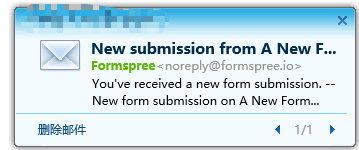 New submission from A New F...
Formspree<noreply@formspree.io>
You've received a new form submission. --
New form submission on A New Form...
删除邮件 1/1